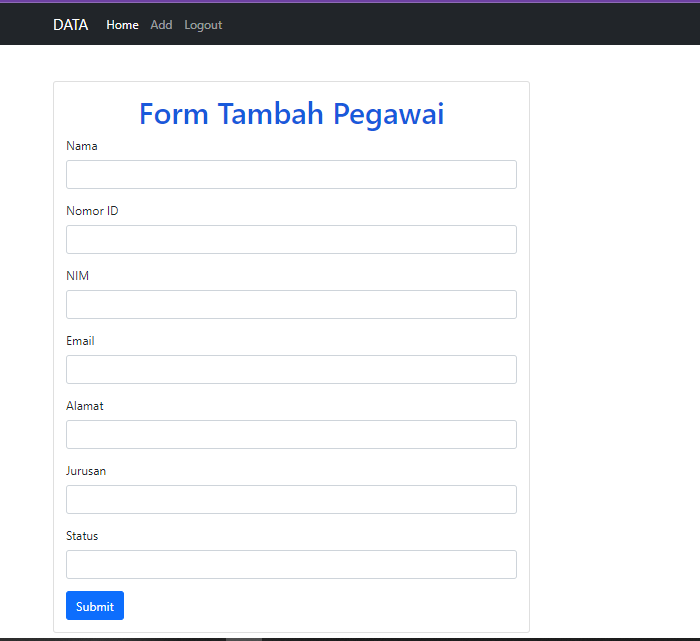 DATA Home Add Logout
Form Tambah Pegawai
Nama
Nomor ID
NIM
Email
Alamat
Jurusan
Status
Submit